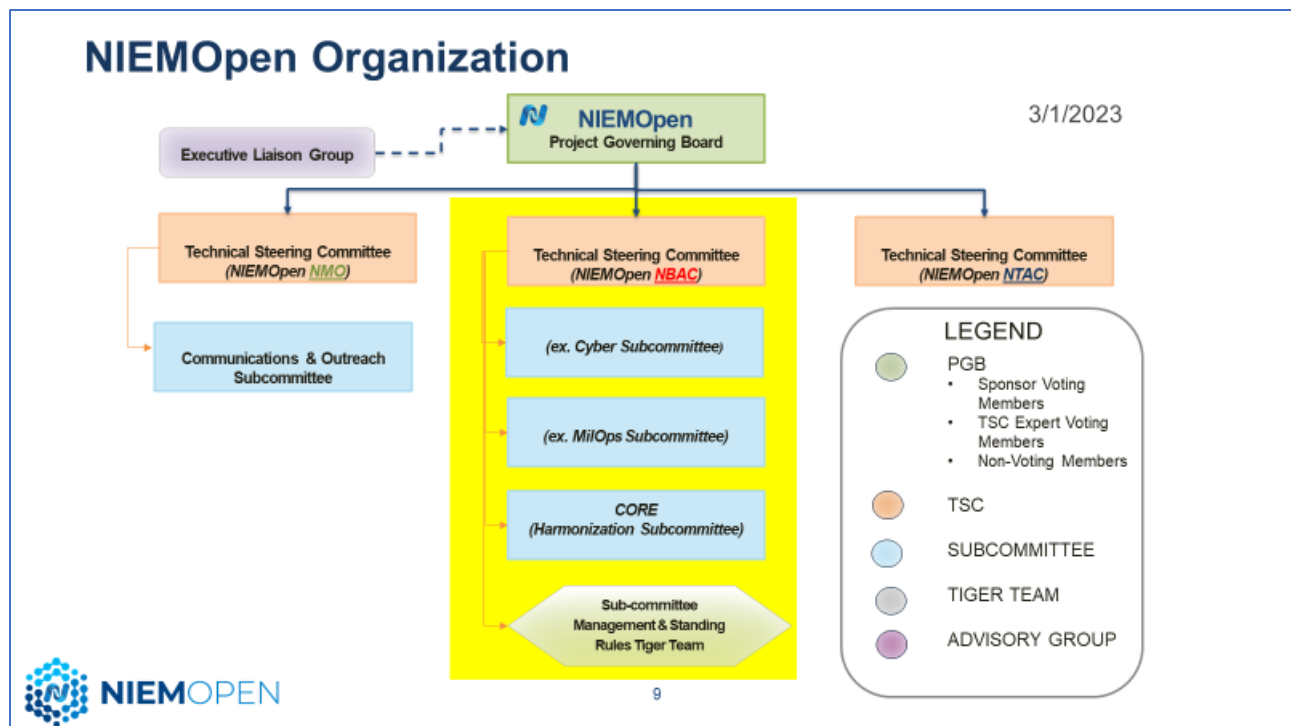 NIEMOpen Organization
3/1/2023
NIEMOpen
Project Governing Board
Executive Liaison Group
Technical Steering Committee
(NIEMOpen NMO)
Technical Steering Committee
(NIEMOpen NBAC)
Technical Steering Committee
(NIEMOpen NTAC)
Communications & Outreach
Subcommittee
(ex. Cyber Subcommittee)
(ex. MilOps Subcommittee)
CORE
(Harmonization Subcommittee)
Sub-committee
Management & Standing
Rules Tiger Team
LEGEND
PGB
• Sponsor Voting
Members
• TSC Expert Voting
Members
• Non-Voting Members
TSC
SUBCOMMITTEE
TIGER TEAM
ADVISORY GROUP
NIEMOPEN
9